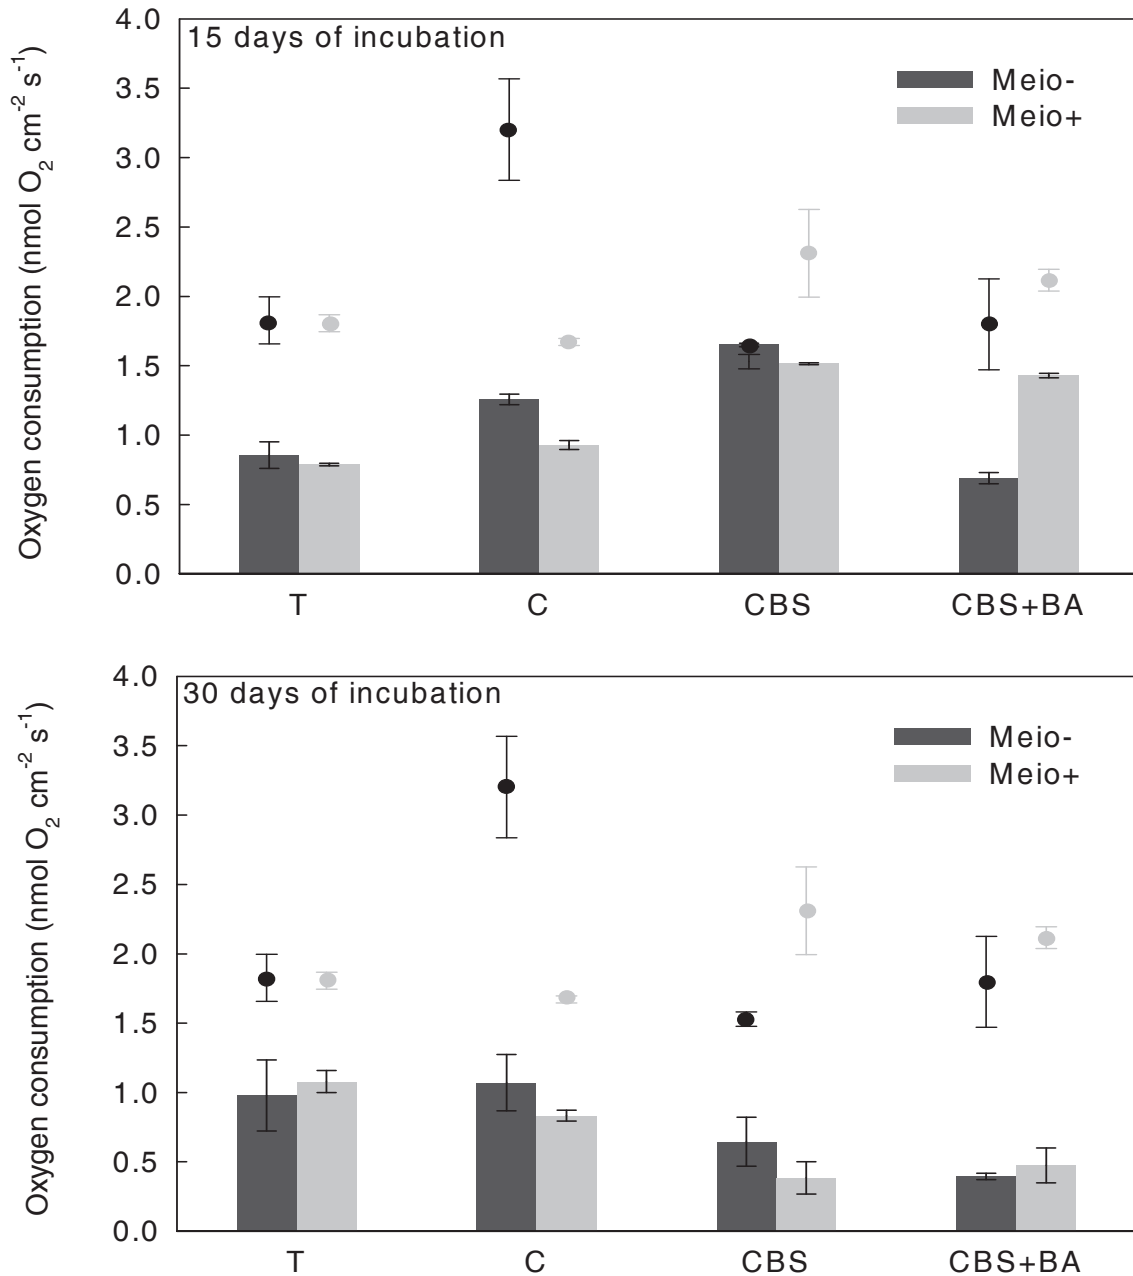 15 days of incubation
Meio-
Meio+
Oxygen consumption (nmol O₂ cm⁻² s⁻¹)
4.0
3.5
3.0
2.5
2.0
1.5
1.0
0.5
0.0
T C CBS CBS+BA
30 days of incubation
Meio-
Meio+
Oxygen consumption (nmol O₂ cm⁻² s⁻¹)
4.0
3.5
3.0
2.5
2.0
1.5
1.0
0.5
0.0
T C CBS CBS+BA